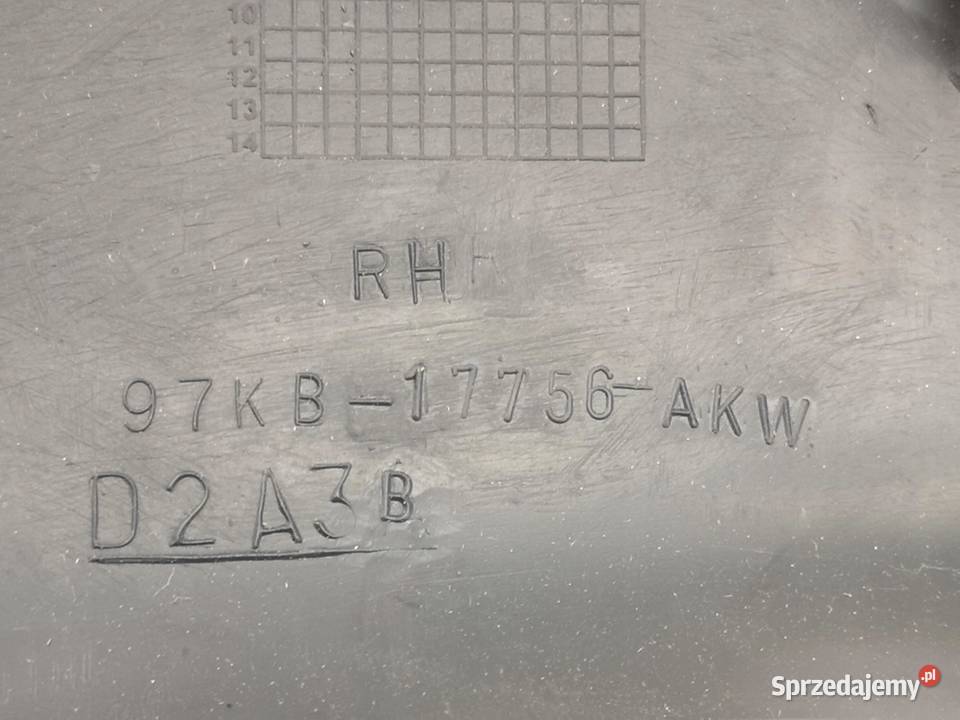 10
11
12
13
14
RH
97KB-17756-AKW
D2A3B
Sprzedajemy.pl